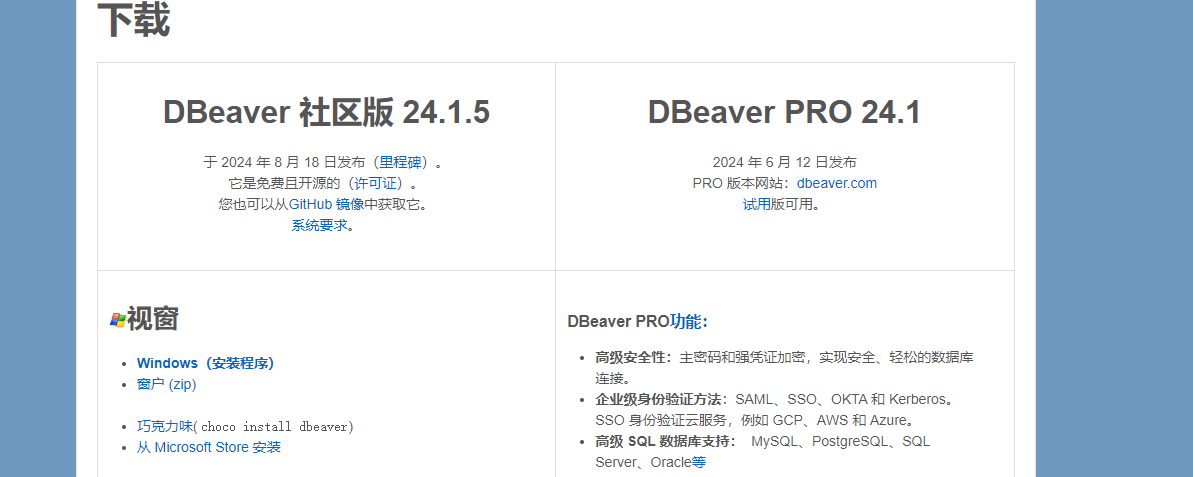 下载
DBeaver 社区版 24.1.5
于 2024 年 8 月 18 日发布（里程碑）。
它是免费且开源的（许可证）。
您也可以从GitHub 镜像中获取它。
系统要求。
DBeaver PRO 24.1
2024 年 6 月 12 日发布
PRO 版本网站：dbeaver.com
试用版可用。
视窗
Windows（安装程序）
窗户 (zip)
巧克力味( choco install dbeaver)
从 Microsoft Store 安装
DBeaver PRO功能：
高级安全性：主密码和强凭证加密，实现安全、轻松的数据库
连接。
企业级身份验证方法：SAML、SSO、OKTA 和 Kerberos。
SSO 身份验证云服务，例如 GCP、AWS 和 Azure。
高级 SQL 数据库支持： MySQL、PostgreSQL、SQL
Server、Oracle等